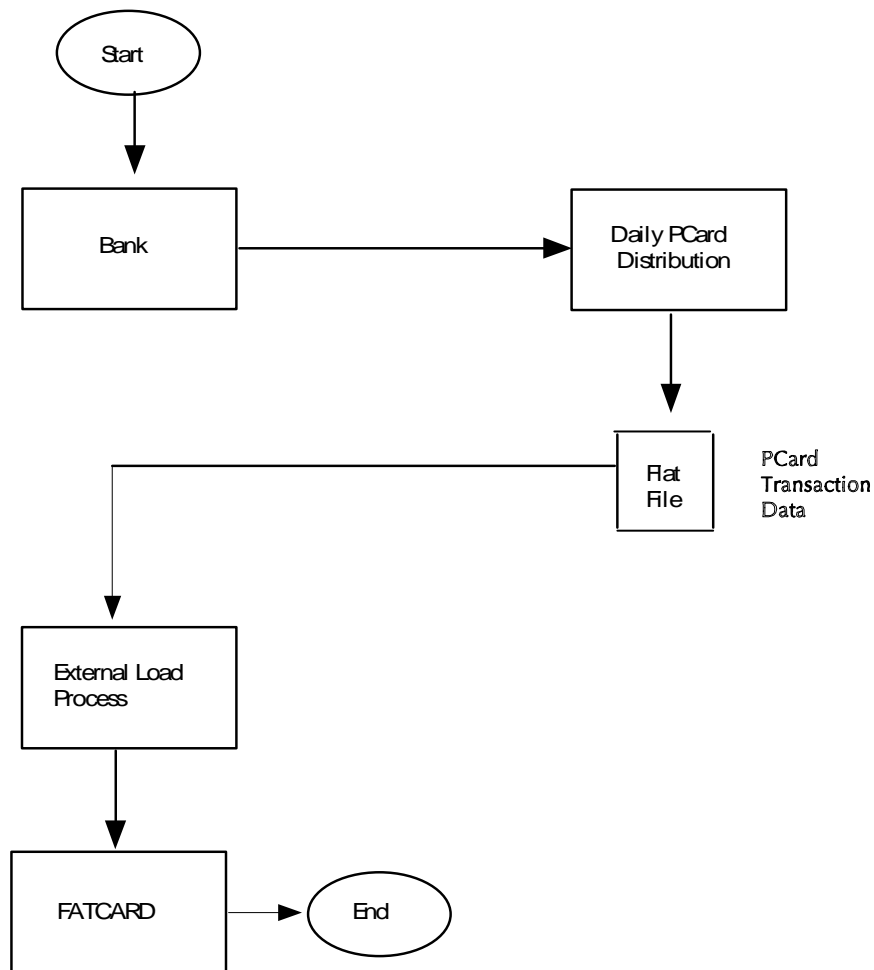 Start
Bank
Daily PCard
Distribution
Flat
File
PCard
Transaction
Data
External Load
Process
FATCARD
End